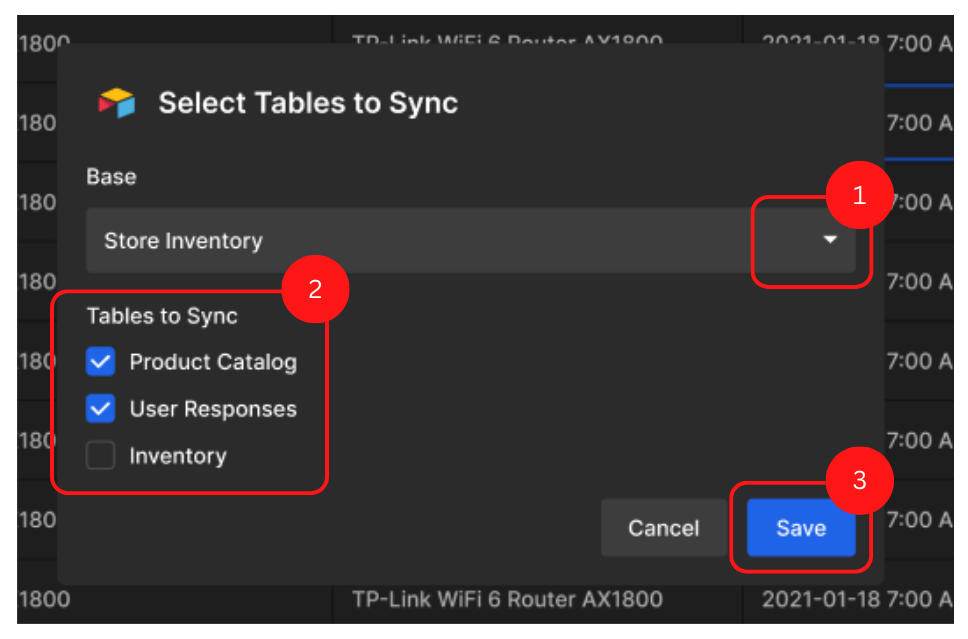 1800 TP-Link WiFi 6 Router AX1800 2021-01-18 7:00 A
Select Tables to Sync
180 7:00 A
Base
1
180 7:00 A
Store Inventory
2
180 7:00 A
Tables to Sync
180 Product Catalog 7:00 A
User Responses
180 7:00 A
Inventory
3
180 7:00 A
Cancel Save
1800 TP-Link WiFi 6 Router AX1800 2021-01-18 7:00 A